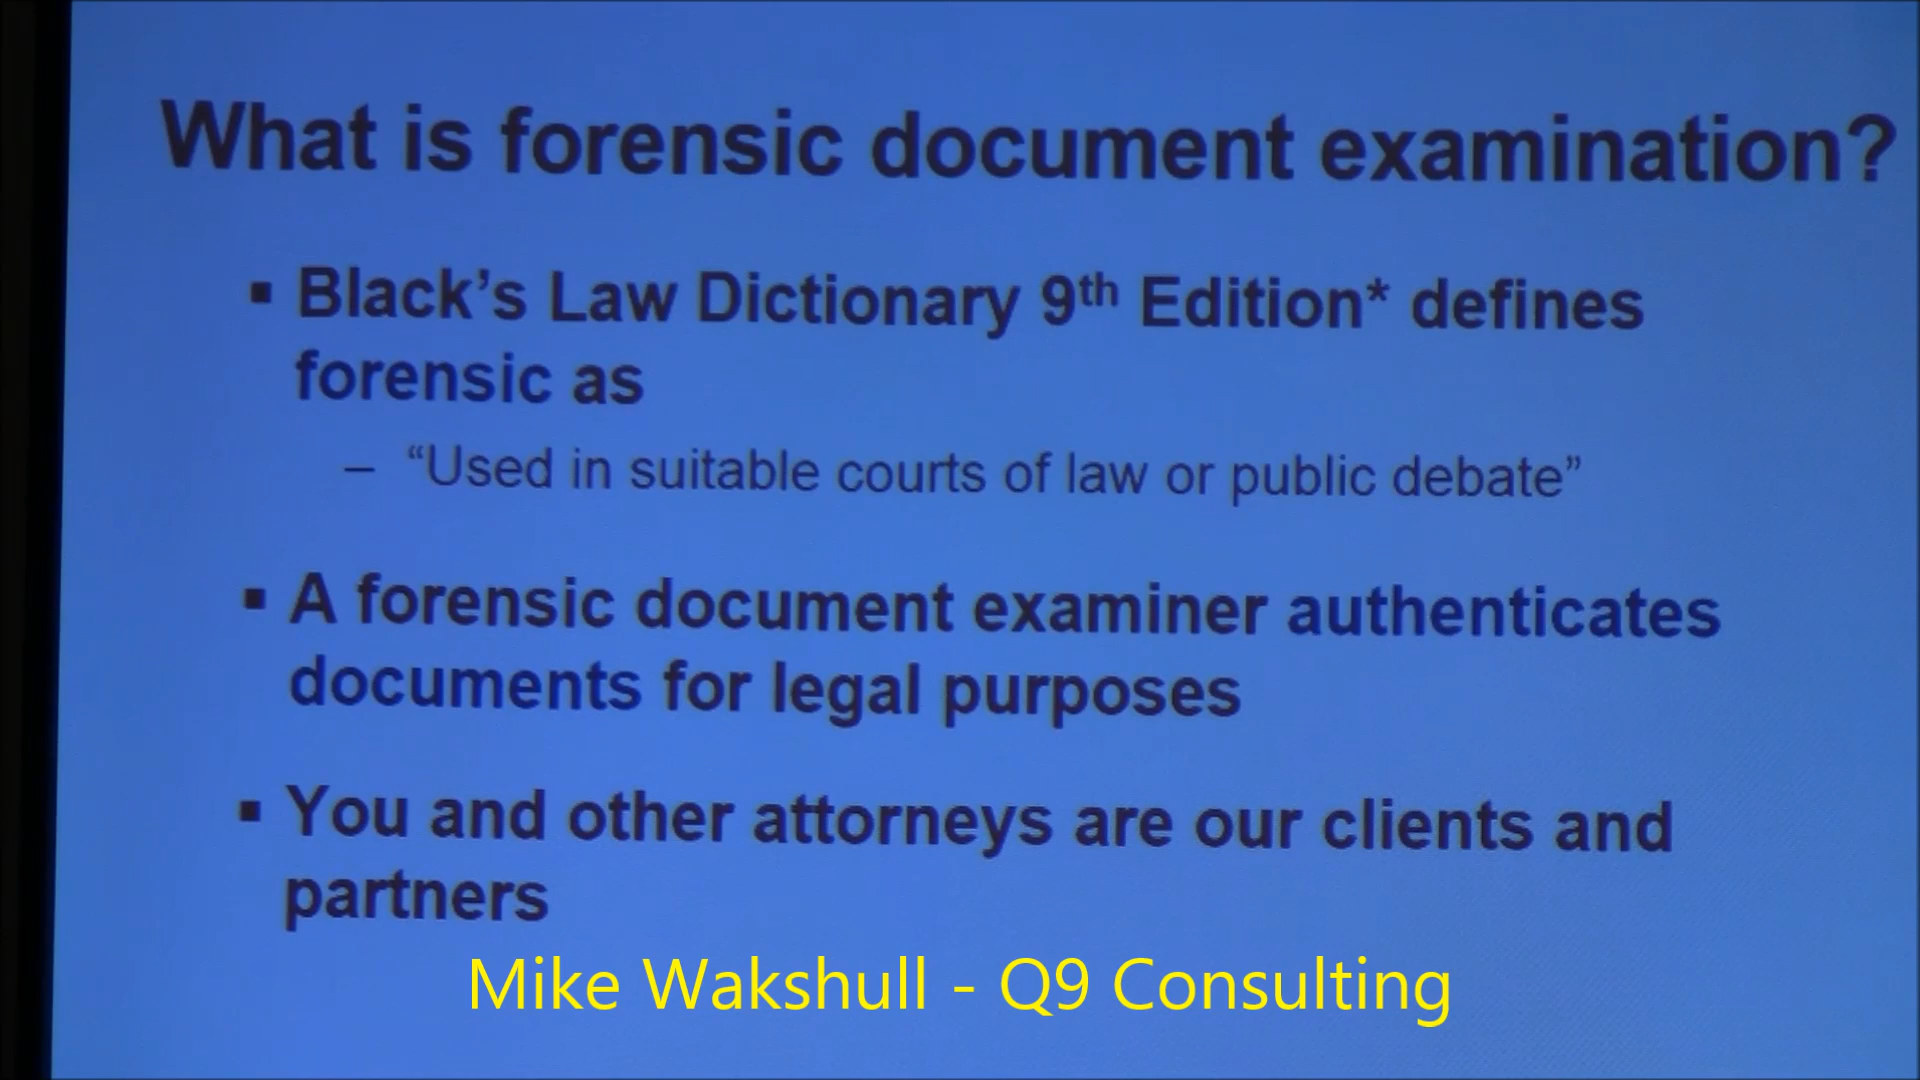 What is forensic document examination?
▪ Black’s Law Dictionary 9th Edition* defines
forensic as
– “Used in suitable courts of law or public debate”
▪ A forensic document examiner authenticates
documents for legal purposes
▪ You and other attorneys are our clients and
partners
Mike Wakshull - Q9 Consulting